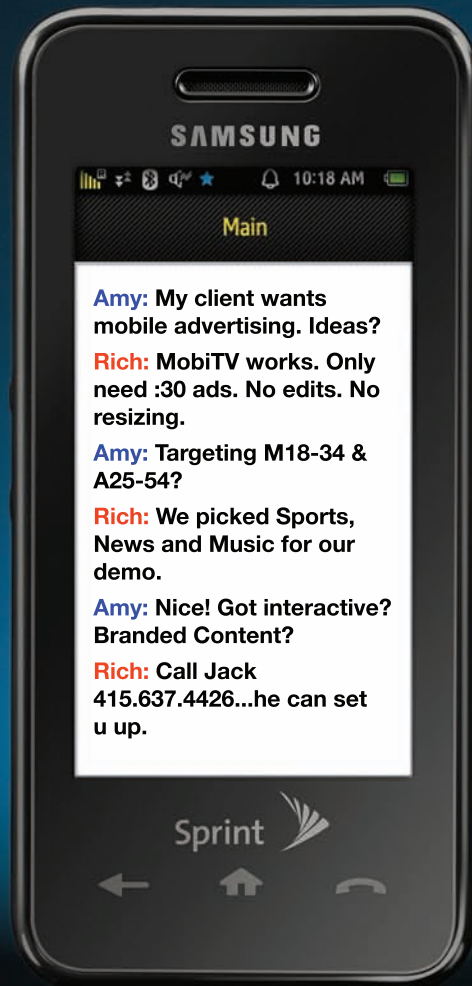 SAMSUNG
10:18 AM
Main
Amy: My client wants
mobile advertising. Ideas?
Rich: MobiTV works. Only
need :30 ads. No edits. No
resizing.
Amy: Targeting M18-34 &
A25-54?
Rich: We picked Sports,
News and Music for our
demo.
Amy: Nice! Got interactive?
Branded Content?
Rich: Call Jack
415.637.4426...he can set
u up.
Sprint